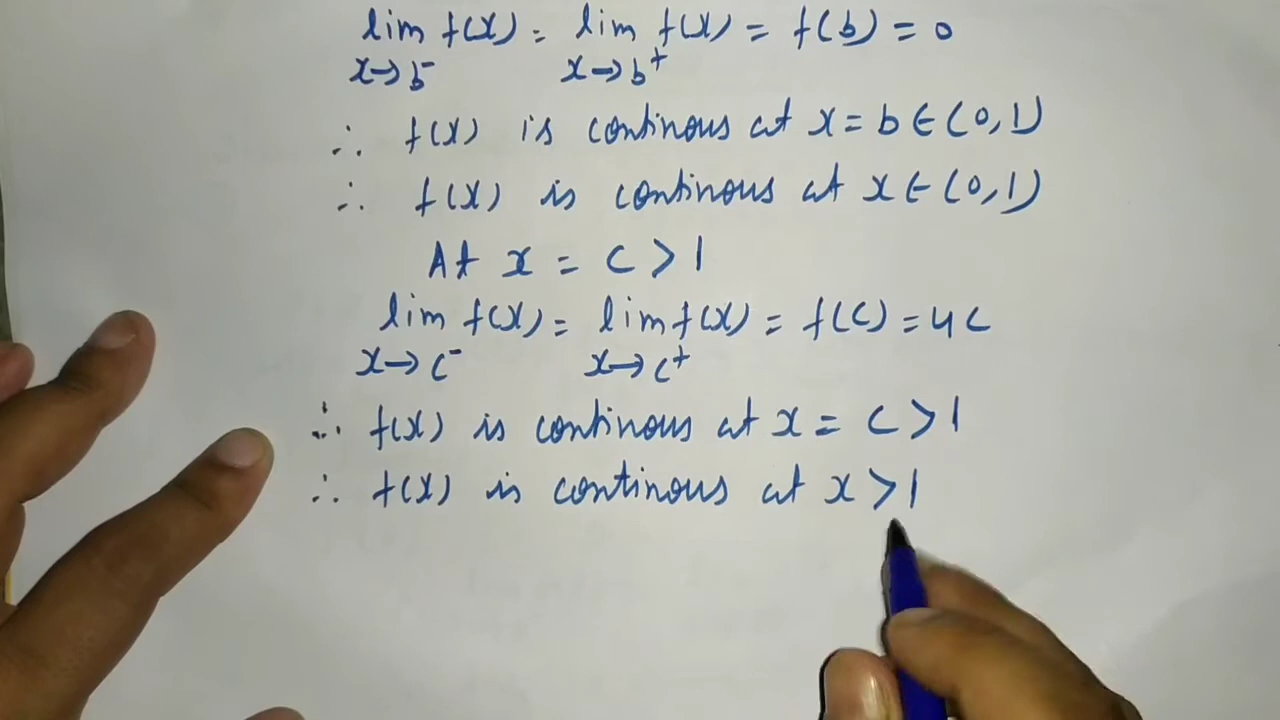 lim f(x) = lim f(x) = f(b) = 0
x→b⁻ x→b⁺
∴ f(x) is continous at x = b ∈ (0,1)
∴ f(x) is continous at x ∈ (0,1)
At x = c > 1
lim f(x) = lim f(x) = f(c) = 4c
x→c⁻ x→c⁺
∴ f(x) is continous at x = c > 1
∴ f(x) is continous at x > 1